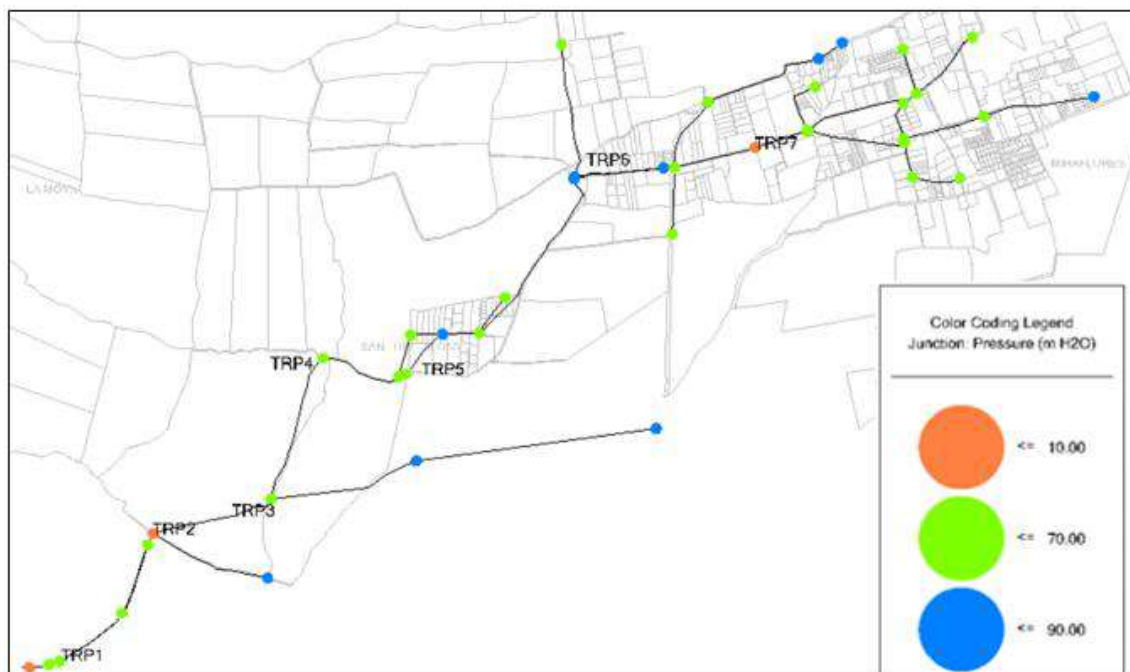 TRP6
TRP7
TRP4
TRP5
TRP3
TRP2
TRP1
Color Coding Legend
Junction: Pressure (m H2O)
<= 10.00
<= 70.00
<= 90.00